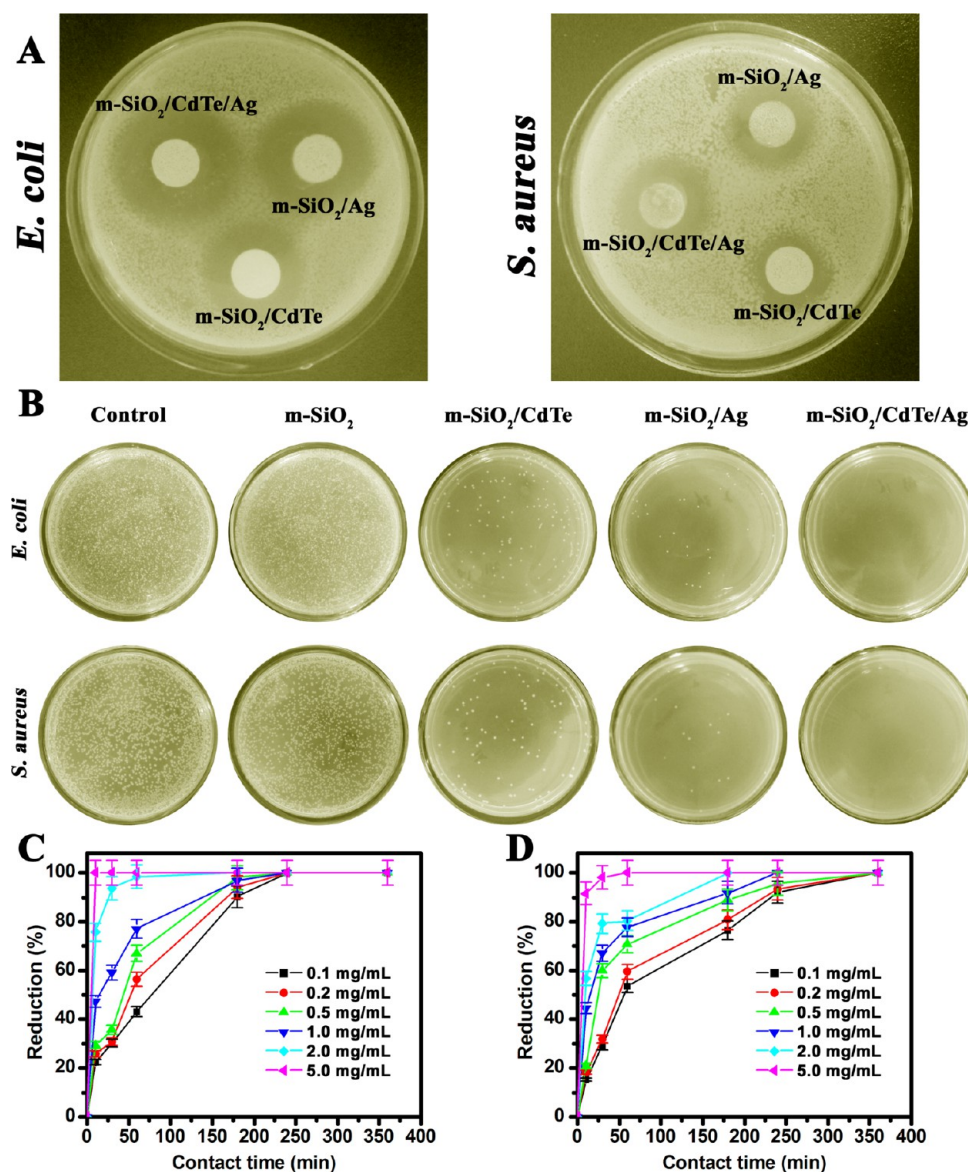 A
E. coli
m-SiO₂/CdTe/Ag
m-SiO₂/Ag
m-SiO₂/CdTe
S. aureus
m-SiO₂/Ag
m-SiO₂/CdTe/Ag
m-SiO₂/CdTe
B
Control m-SiO₂ m-SiO₂/CdTe m-SiO₂/Ag m-SiO₂/CdTe/Ag
E. coli
S. aureus
C
Reduction (%)
100
80
60
40
20
0
0.1 mg/mL
0.2 mg/mL
0.5 mg/mL
1.0 mg/mL
2.0 mg/mL
5.0 mg/mL
0 50 100 150 200 250 300 350 400
Contact time (min)
D
Reduction (%)
100
80
60
40
20
0
0.1 mg/mL
0.2 mg/mL
0.5 mg/mL
1.0 mg/mL
2.0 mg/mL
5.0 mg/mL
0 50 100 150 200 250 300 350 400
Contact time (min)